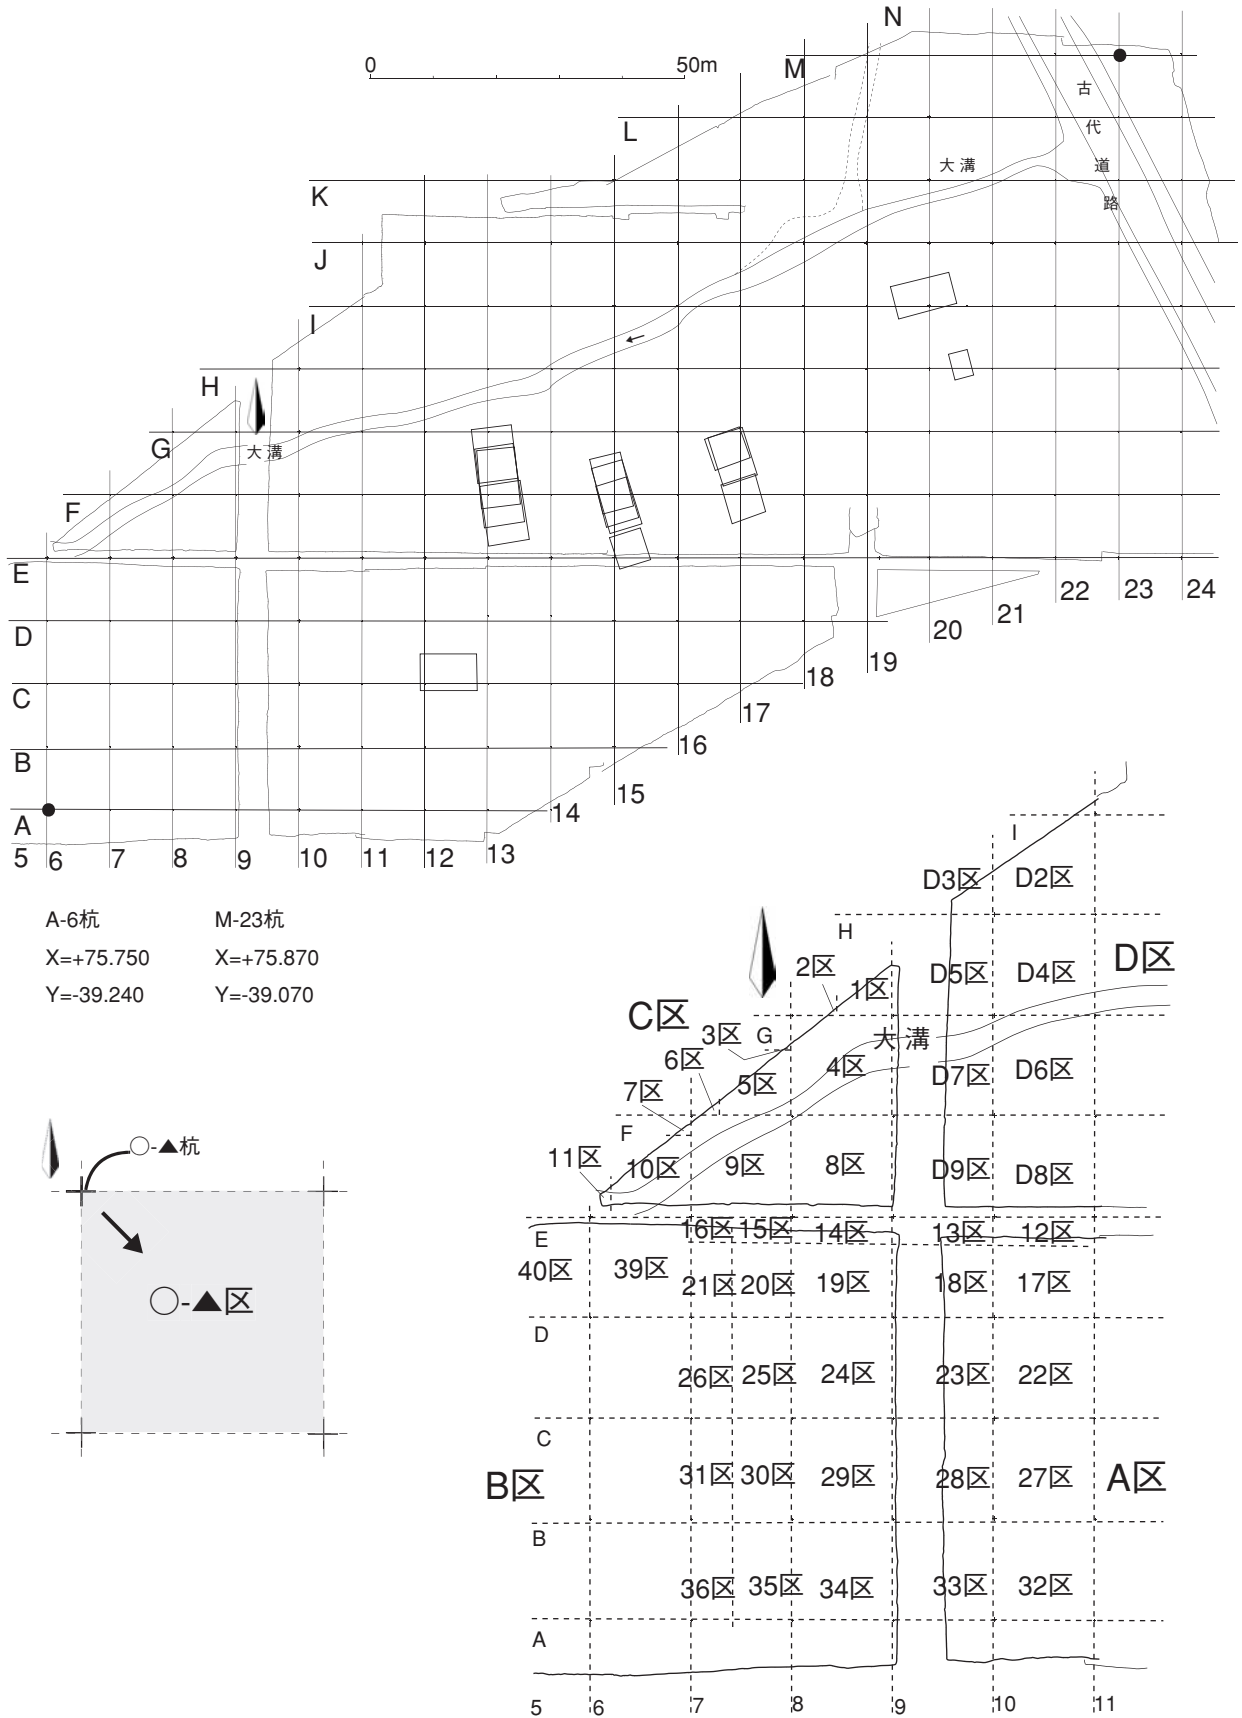 N
0 50m
M
古
代
道
路
L
大溝
K
J
I
H
G
大溝
F
E
22 23 24
21
D
20
19
18
C
17
16
B
15
14
A
5 6 7 8 9 10 11 12 13
A-6杭
X=+75.750
Y=-39.240
M-23杭
X=+75.870
Y=-39.070
○-▲杭
○-▲区
I
D3区 D2区
H
D区
2区 1区 D5区 D4区
C区
3区 G 大溝
6区 5区 4区 D7区 D6区
7区
F
11区 10区 9区 8区 D9区 D8区
E 16区 15区 14区 13区 12区
40区 39区 21区 20区 19区 18区 17区
D
26区 25区 24区 23区 22区
C
B区 31区 30区 29区 28区 27区 A区
B
36区 35区 34区 33区 32区
A
5 6 7 8 9 10 11